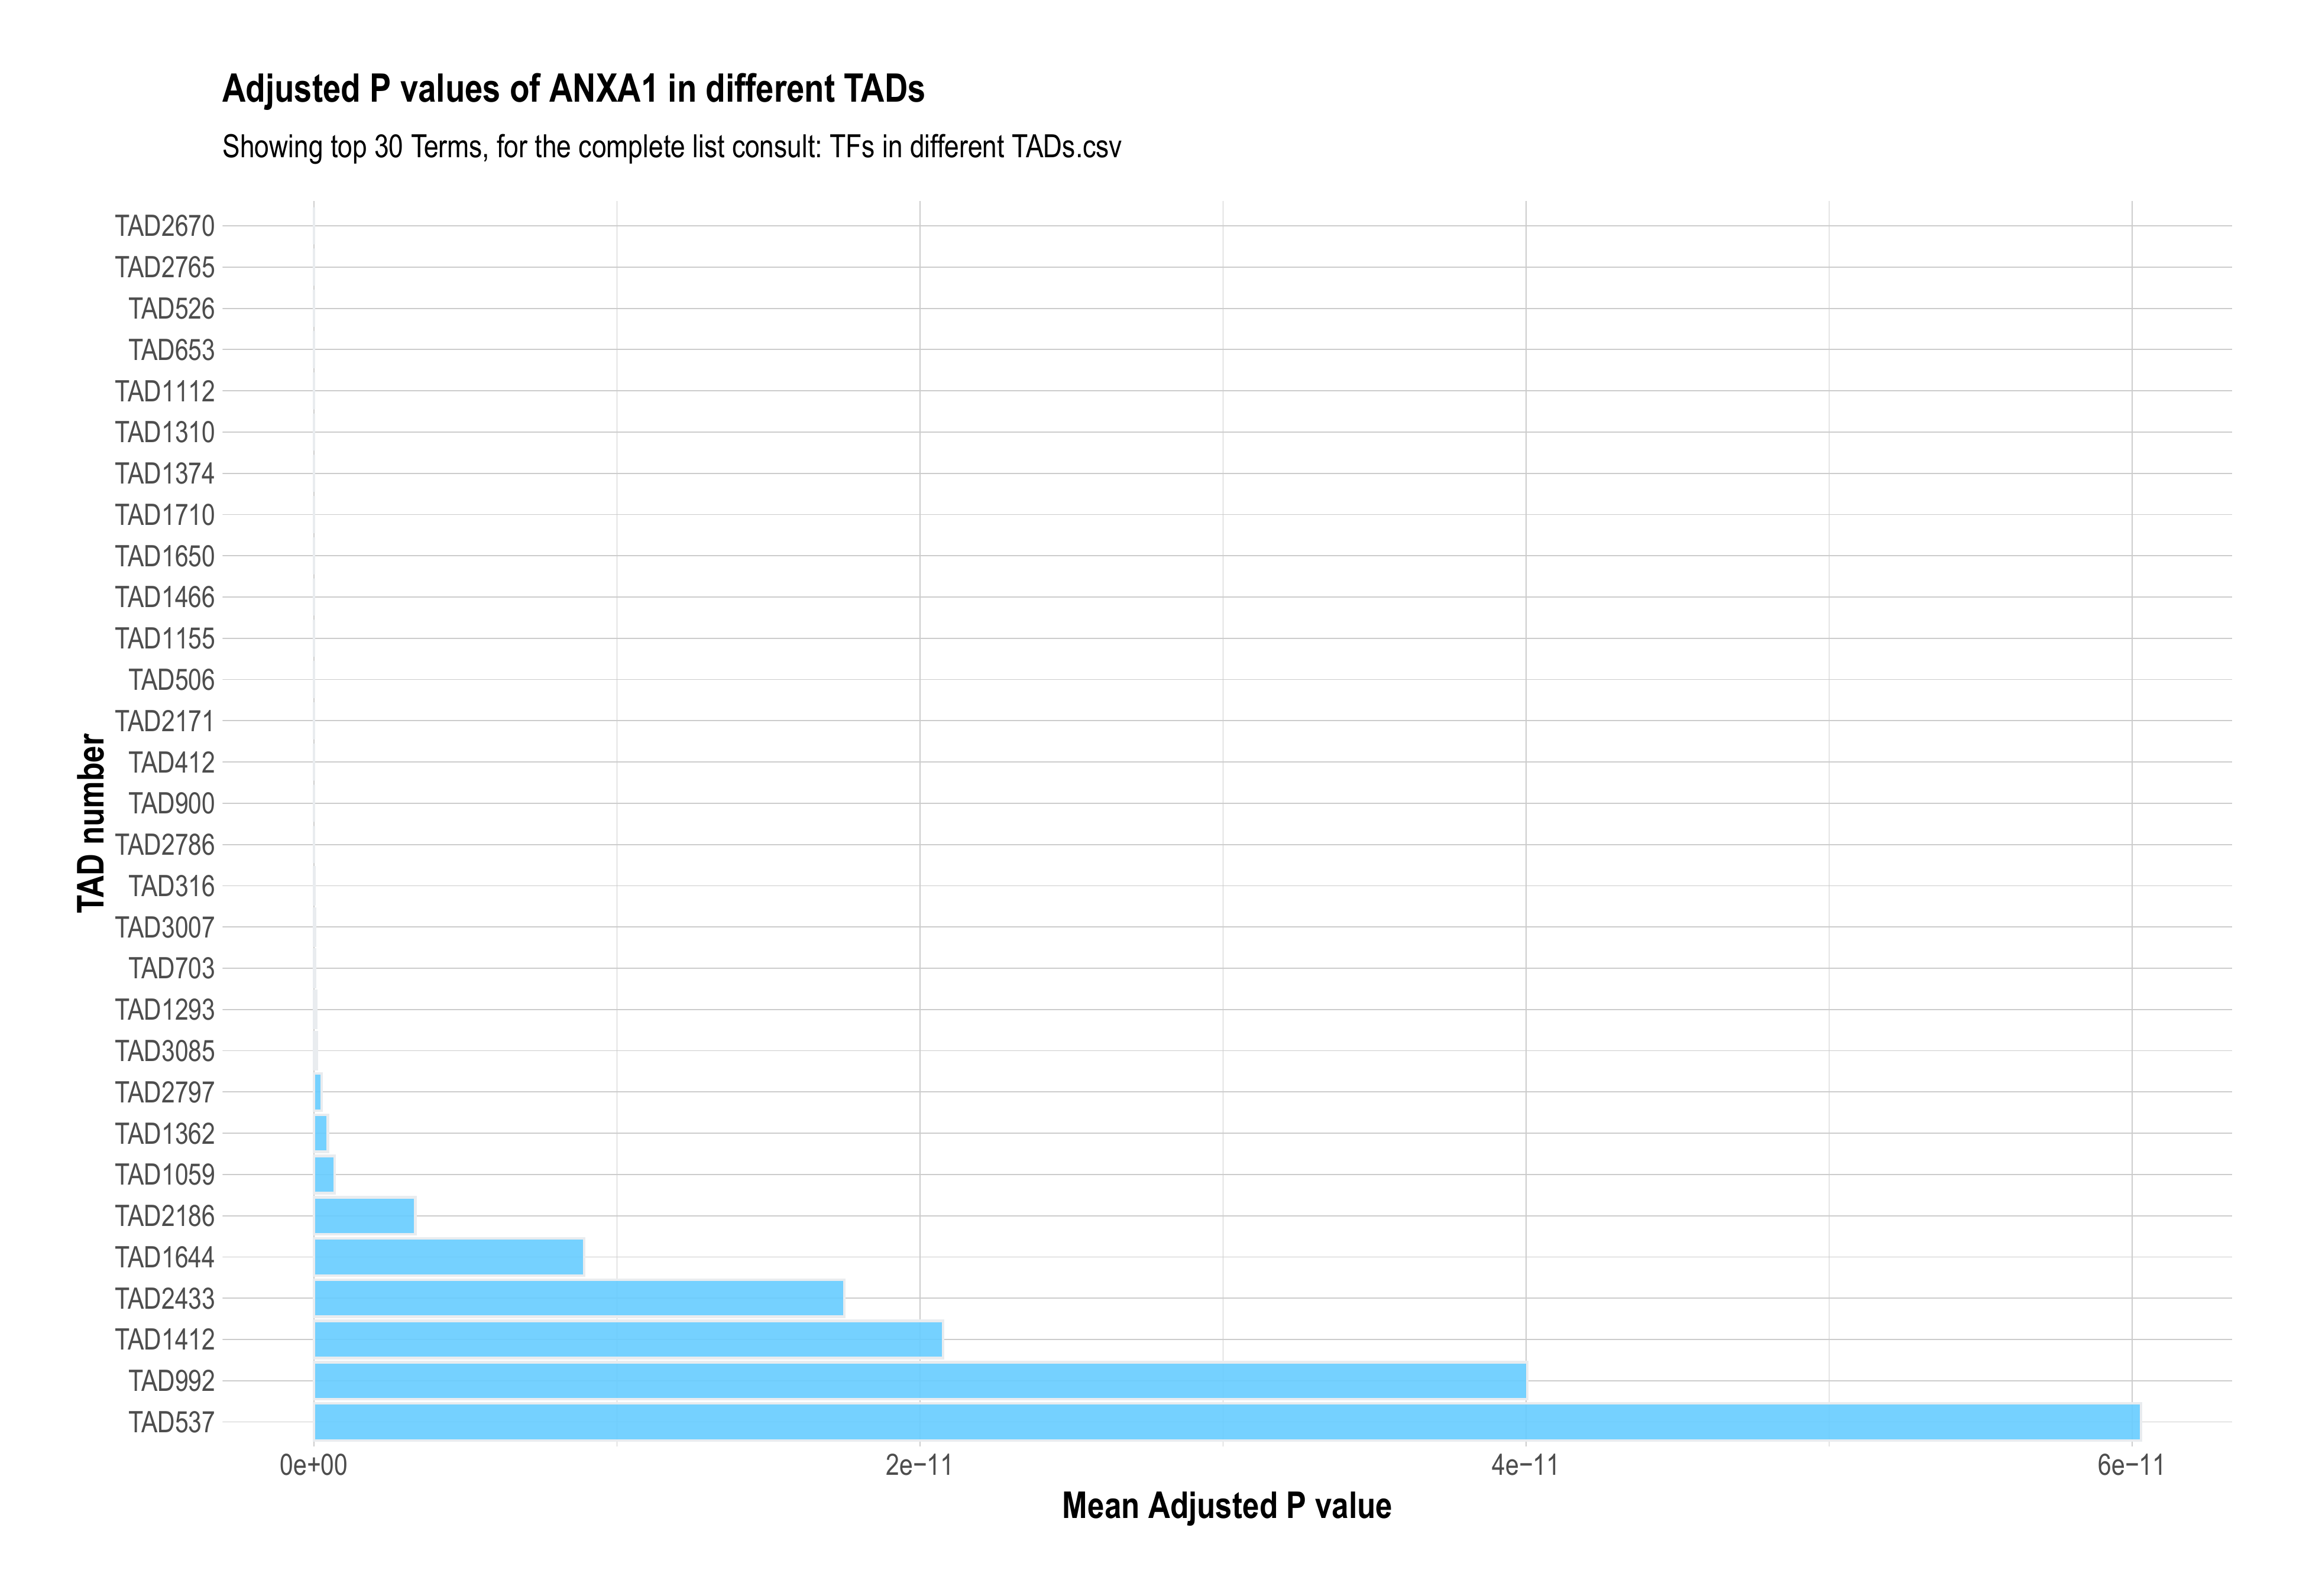 Adjusted P values of ANXA1 in different TADs
Showing top 30 Terms, for the complete list consult: TFs in different TADs.csv
TAD number
TAD2670
TAD2765
TAD526
TAD653
TAD1112
TAD1310
TAD1374
TAD1710
TAD1650
TAD1466
TAD1155
TAD506
TAD2171
TAD412
TAD900
TAD2786
TAD316
TAD3007
TAD703
TAD1293
TAD3085
TAD2797
TAD1362
TAD1059
TAD2186
TAD1644
TAD2433
TAD1412
TAD992
TAD537
0e+00 2e−11 4e−11 6e−11
Mean Adjusted P value